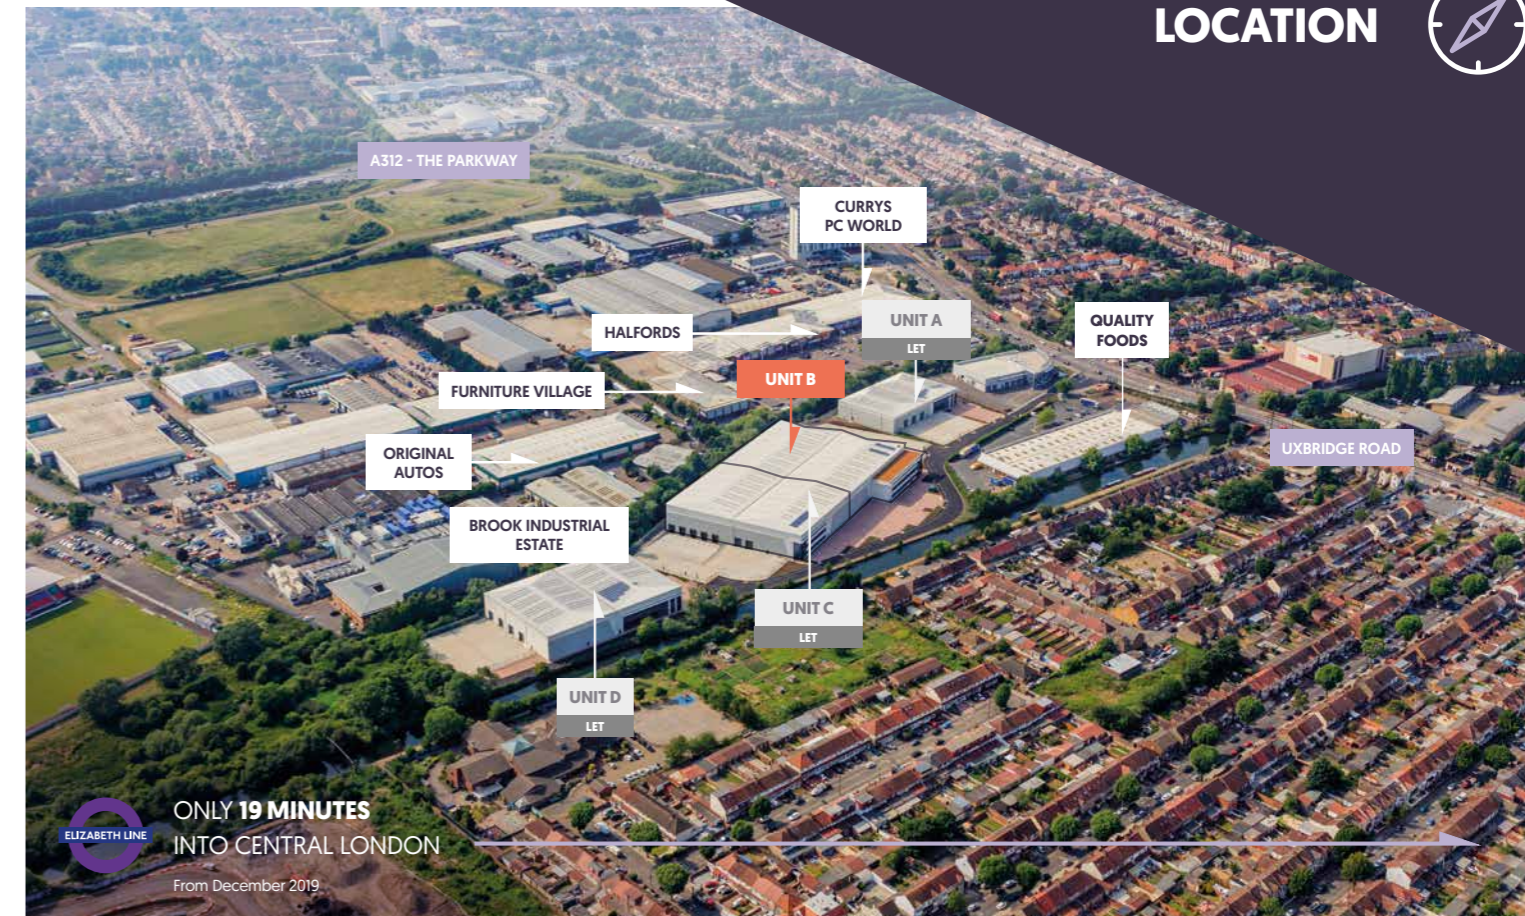 LOCATION
A312 - THE PARKWAY
CURRYS
PC WORLD
UNIT A
LET
QUALITY
FOODS
HALFORDS
UNIT B
FURNITURE VILLAGE
UXBRIDGE ROAD
ORIGINAL
AUTOS
BROOK INDUSTRIAL
ESTATE
UNIT C
LET
UNIT D
LET
ELIZABETH LINE
ONLY 19 MINUTES
INTO CENTRAL LONDON
From December 2019